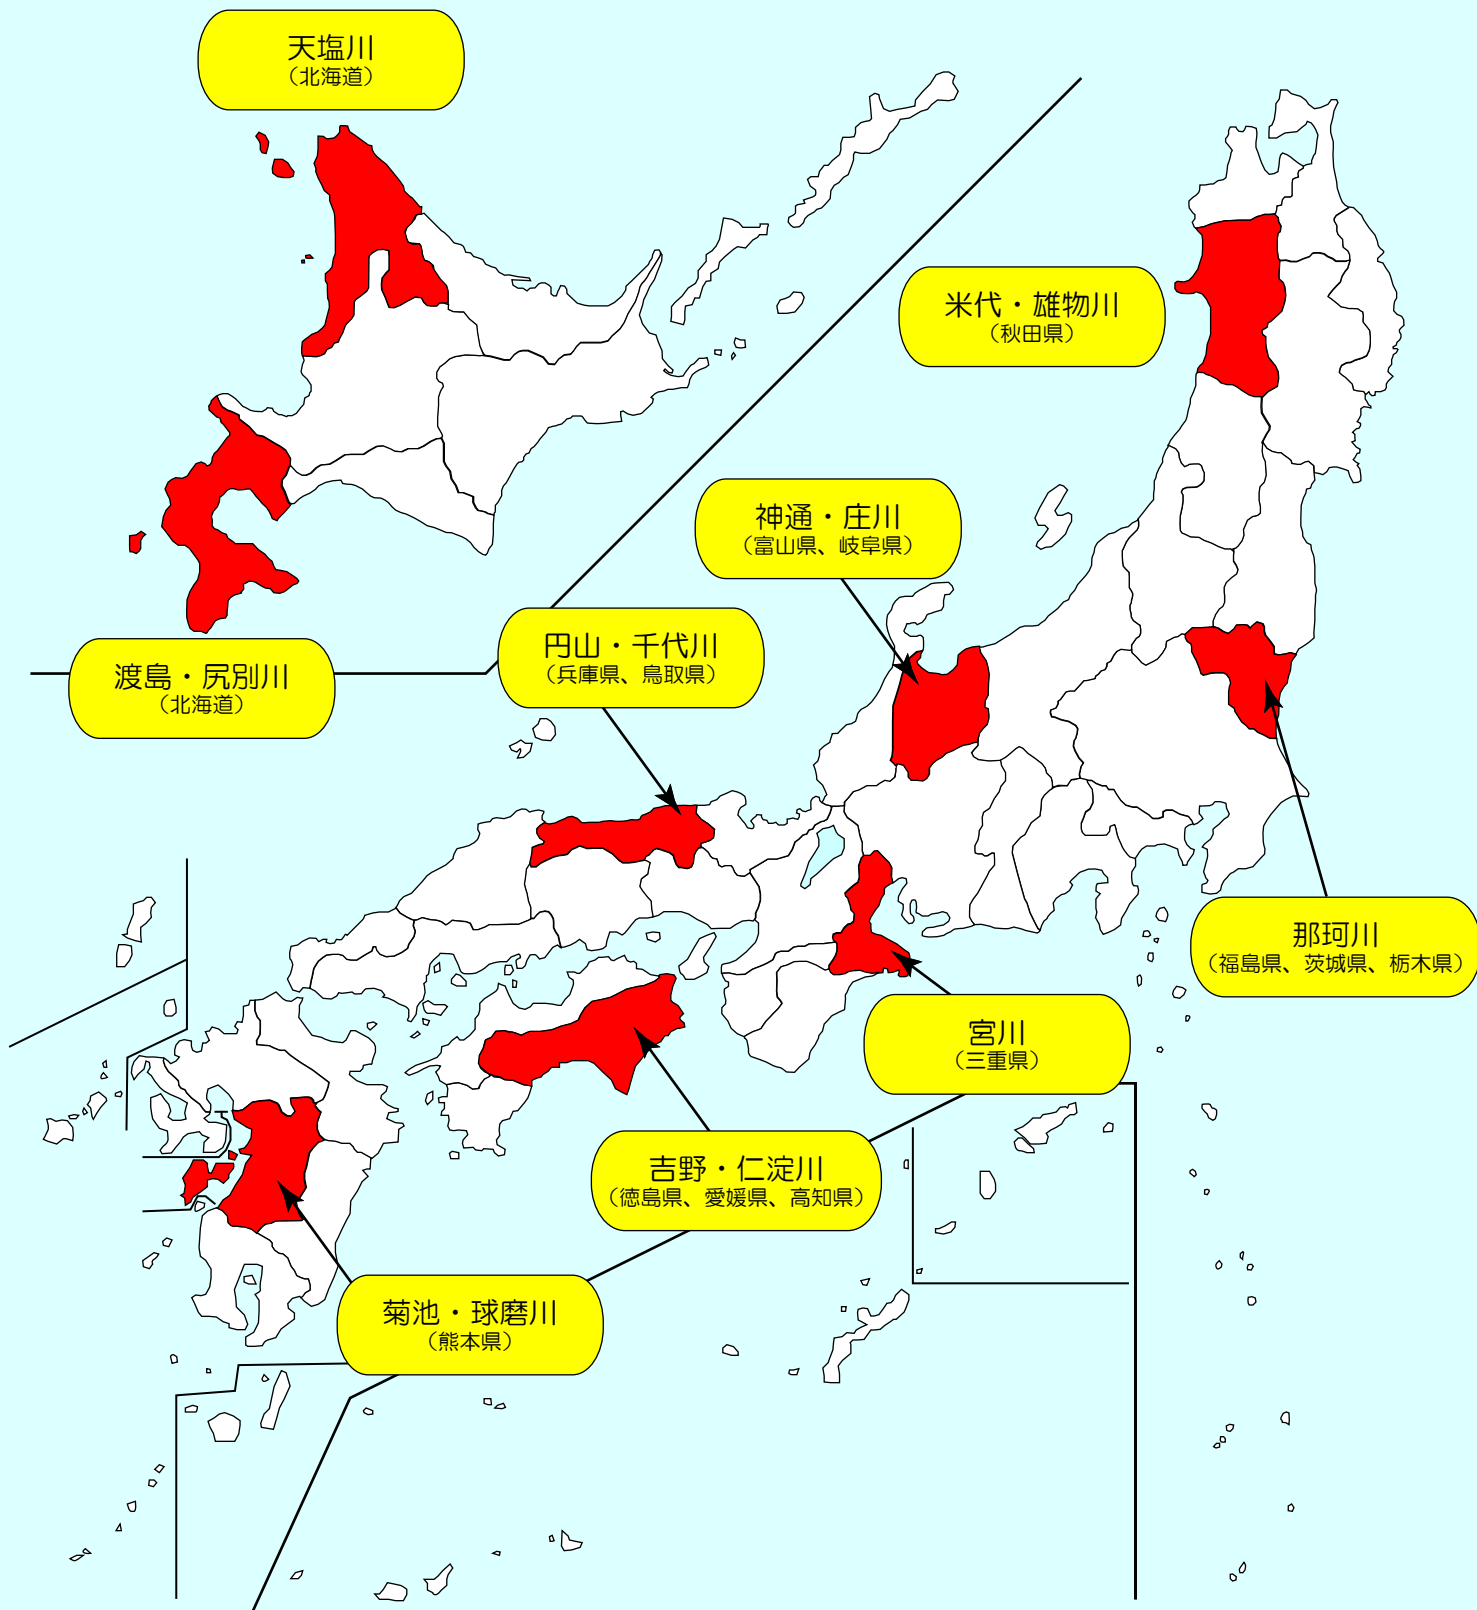 天塩川
（北海道）
米代・雄物川
（秋田県）
神通・庄川
（富山県、岐阜県）
円山・千代川
（兵庫県、鳥取県）
渡島・尻別川
（北海道）
那珂川
（福島県、茨城県、栃木県）
宮川
（三重県）
吉野・仁淀川
（徳島県、愛媛県、高知県）
菊池・球磨川
（熊本県）